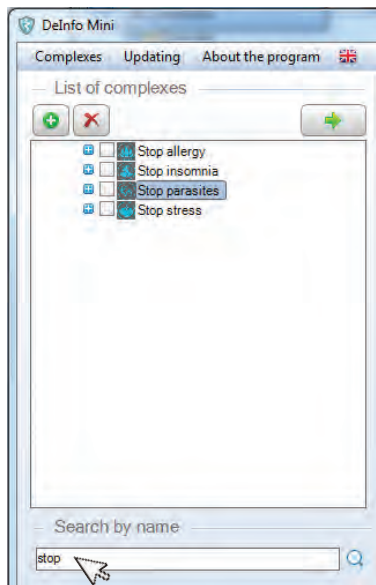 DeInfo Mini
Complexes Updating About the program
List of complexes
Stop allergy
Stop insomnia
Stop parasites
Stop stress
Search by name
stop